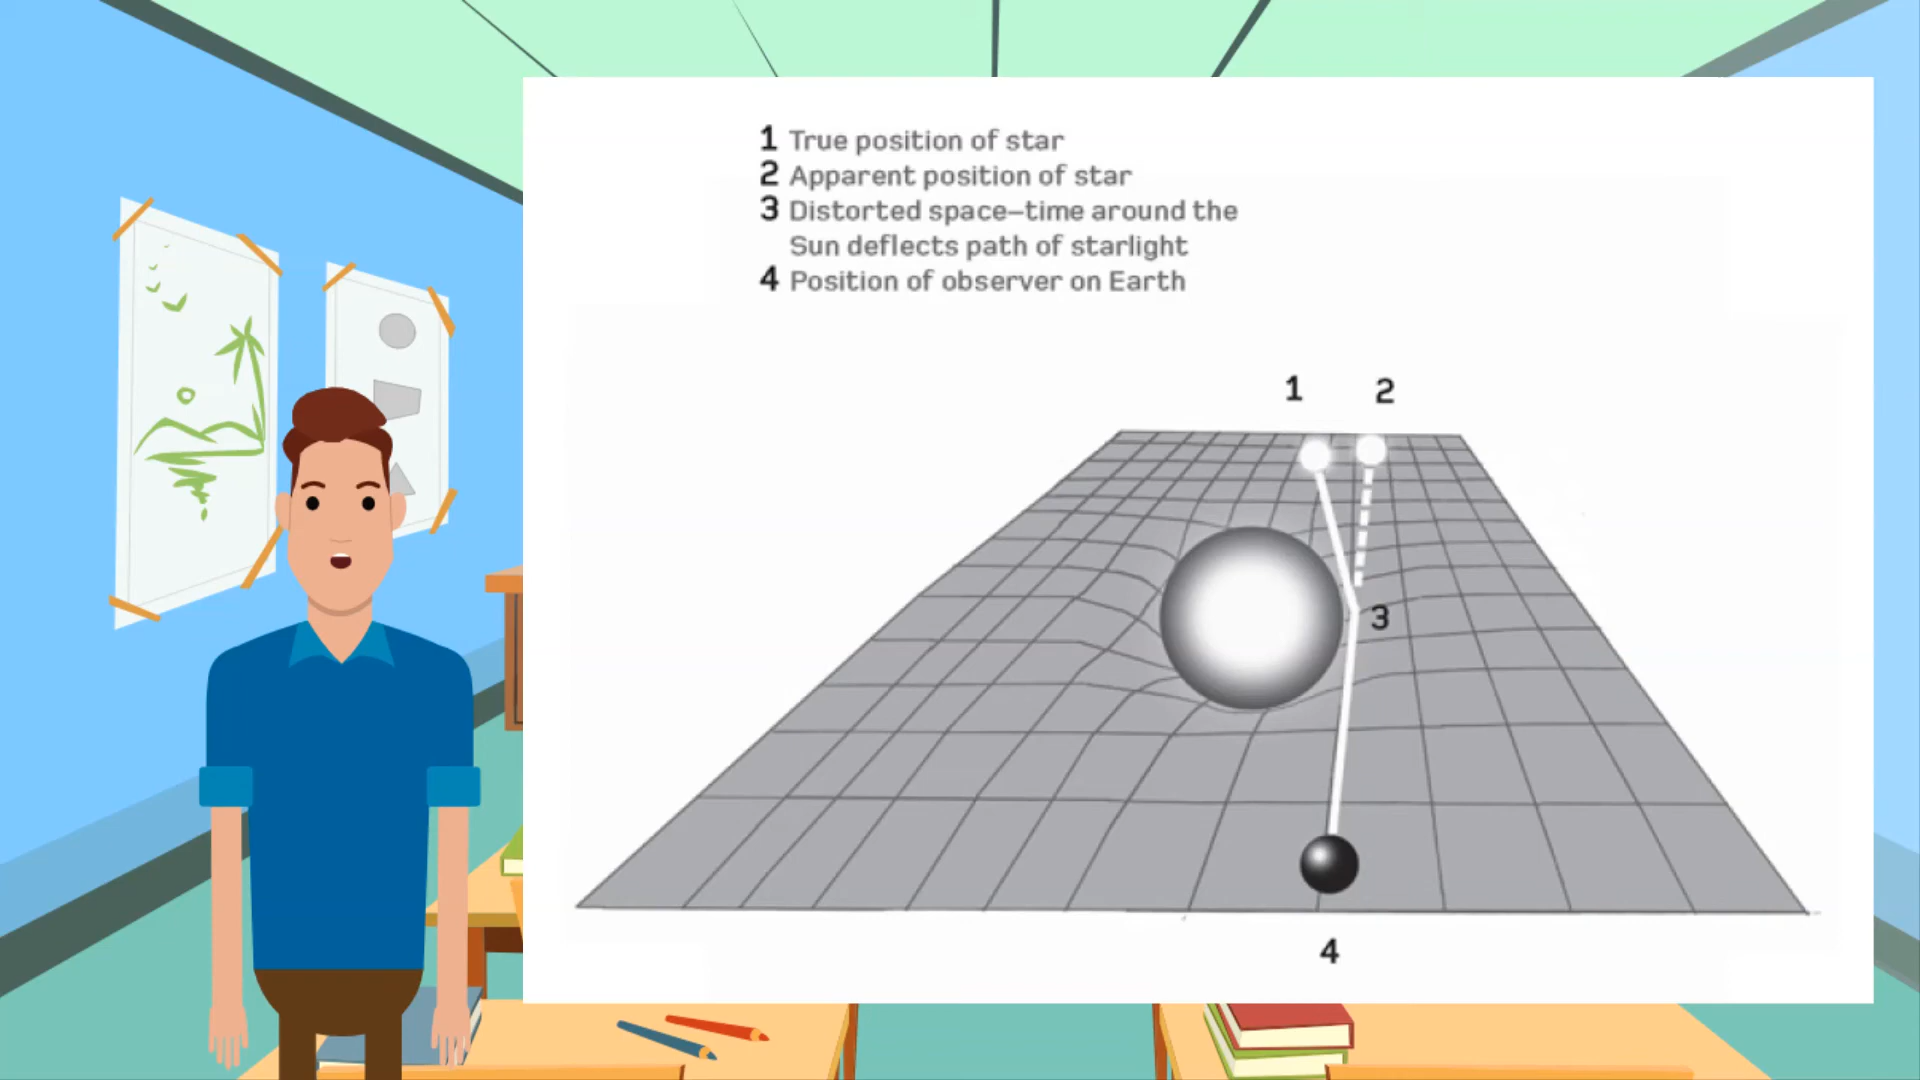 1 True position of star
2 Apparent position of star
3 Distorted space–time around the
Sun deflects path of starlight
4 Position of observer on Earth
1 2
3
4